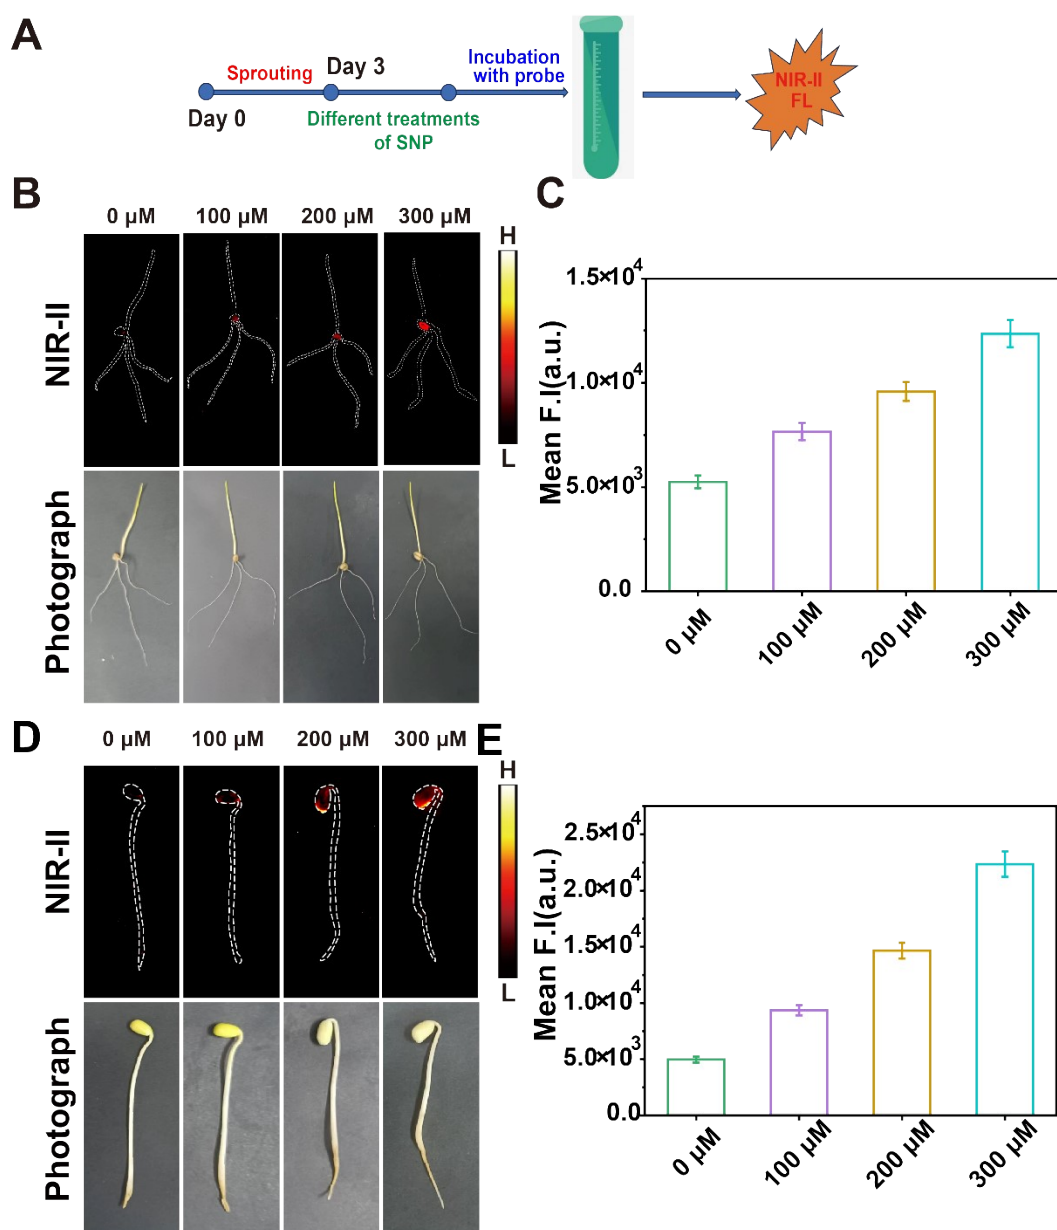 A
Sprouting
Day 3
Incubation
with probe
Day 0
Different treatments
of SNP
NIR-II
FL
B
0 µM
100 µM
200 µM
300 µM
H
L
NIR-II
Photograph
C
Mean F.I(a.u.)
1.5×10⁴
1.0×10⁴
5.0×10³
0.0
0 µM
100 µM
200 µM
300 µM
D
0 µM
100 µM
200 µM
300 µM
H
L
NIR-II
Photograph
E
Mean F.I(a.u.)
2.5×10⁴
2.0×10⁴
1.5×10⁴
1.0×10⁴
5.0×10³
0.0
0 µM
100 µM
200 µM
300 µM